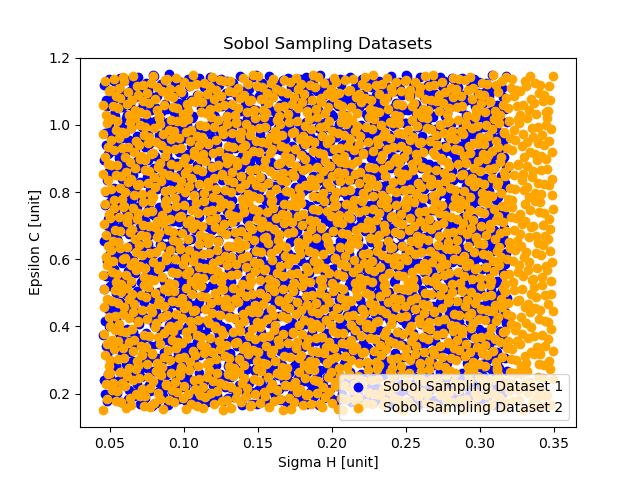 Sobol Sampling Datasets
1.2
1.0
0.8
0.6
0.4
0.2
Epsilon C [unit]
Sobol Sampling Dataset 1
Sobol Sampling Dataset 2
0.05 0.10 0.15 0.20 0.25 0.30 0.35
Sigma H [unit]